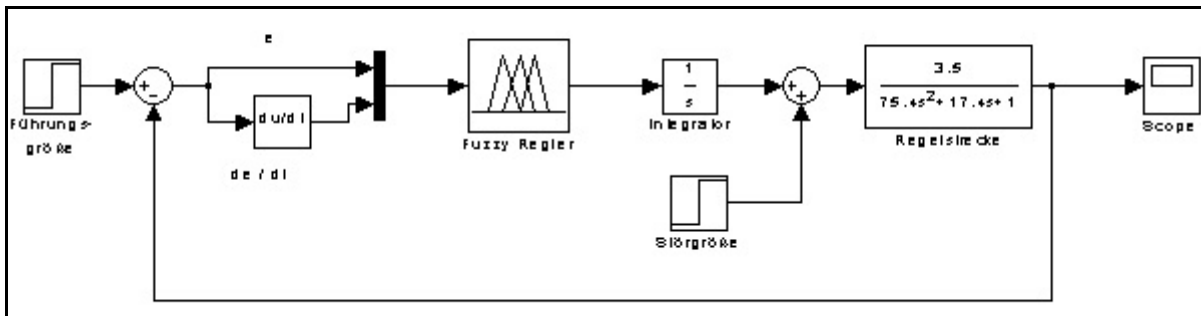 e
Führungs-
größe
+
−
du/dt
de / dt
Fuzzy Regler
1
s
Integrator
+
+
Störgröße
3.5
75.4s²+17.4s+1
Regelstrecke
Scope